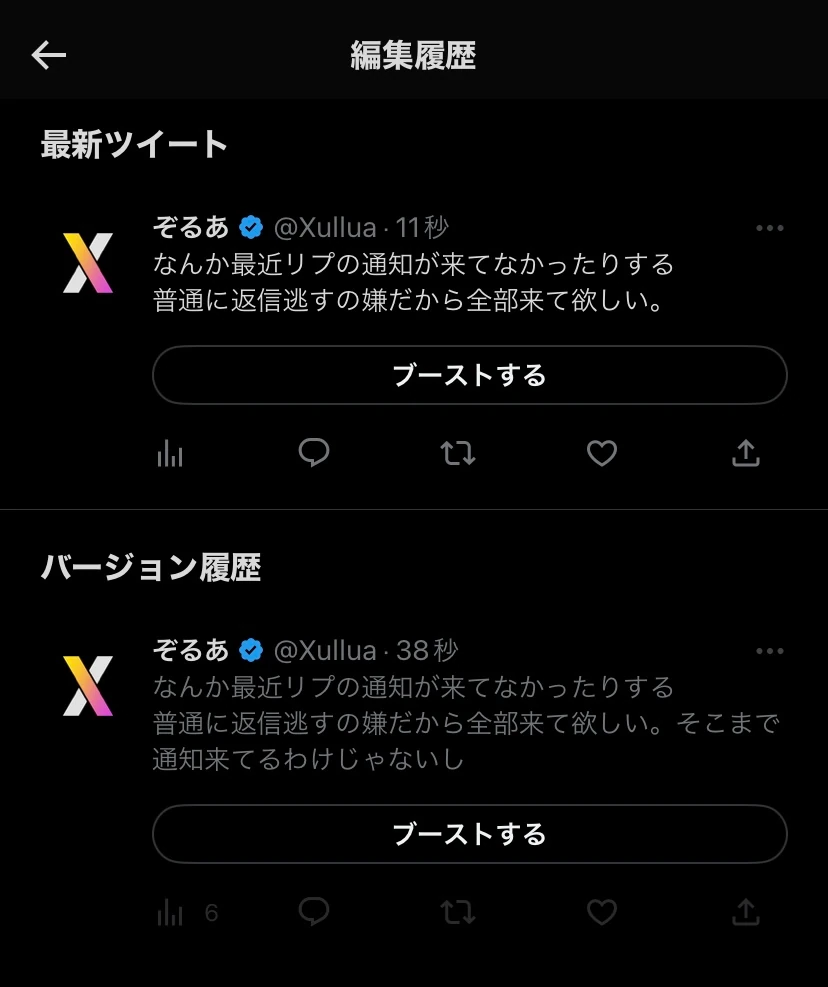 編集履歴
最新ツイート
ぞるあ @Xullua · 11秒
なんか最近リプの通知が来てなかったりする
普通に返信逃すの嫌だから全部来て欲しい。
ブーストする
バージョン履歴
ぞるあ @Xullua · 38秒
なんか最近リプの通知が来てなかったりする
普通に返信逃すの嫌だから全部来て欲しい。そこまで
通知来てるわけじゃないし
ブーストする
6